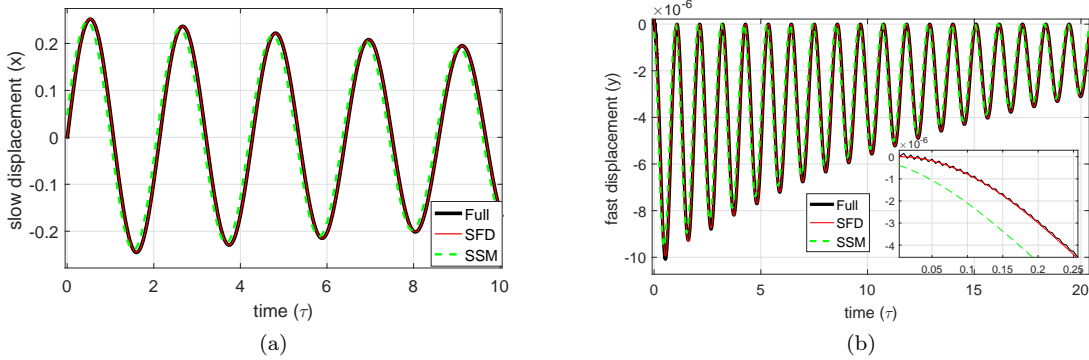 slow displacement (x)
0.2
0.1
0
-0.1
-0.2
0 2 4 6 8 10
time (τ)
Full
SFD
SSM
(a)
×10⁻⁶
fast displacement (y)
0
-2
-4
-6
-8
-10
0 5 10 15 20
time (τ)
Full
SFD
SSM
×10⁻⁶
0
-1
-2
-3
-4
0.05 0.1 0.15 0.2 0.25
(b)